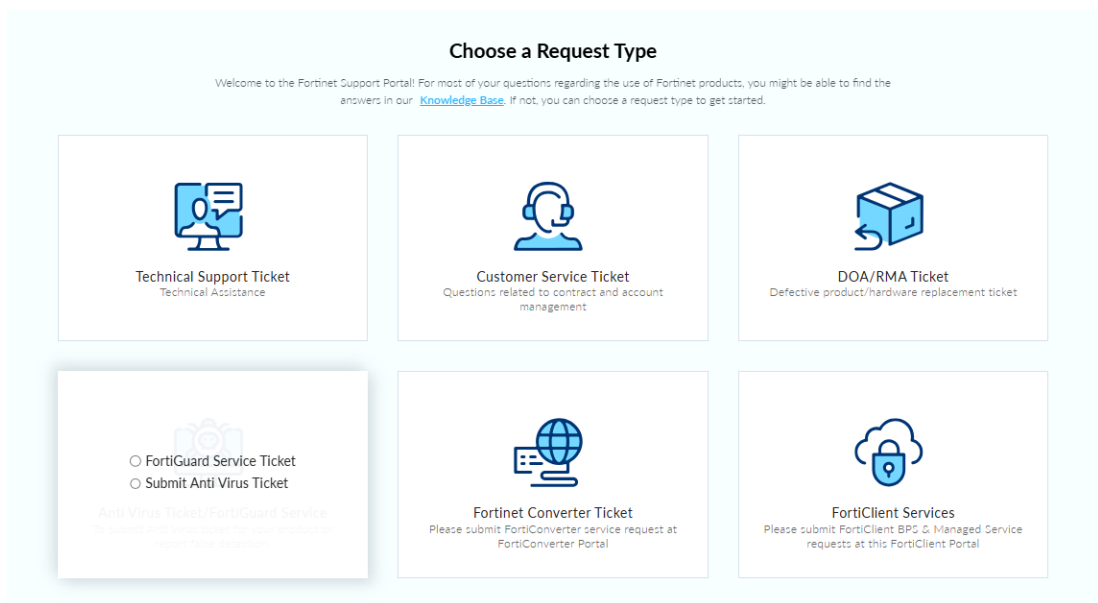 Choose a Request Type
Welcome to the Fortinet Support Portal! For most of your questions regarding the use of Fortinet products, you might be able to find the
answers in our Knowledge Base. If not, you can choose a request type to get started.
Technical Support Ticket
Technical Assistance
Customer Service Ticket
Questions related to contract and account
management
DOA/RMA Ticket
Defective product/hardware replacement ticket
FortiGuard Service Ticket
Submit Anti Virus Ticket
Anti Virus Ticket/FortiGuard Service
Fortinet Converter Ticket
Please submit FortiConverter service request at
FortiConverter Portal
FortiClient Services
Please submit FortiClient BPS & Managed Service
requests at this FortiClient Portal